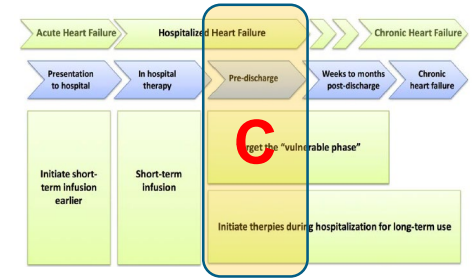 Acute Heart Failure
Hospitalized Heart Failure
Chronic Heart Failure
Presentation
to hospital
In hospital
therapy
Pre-discharge
Weeks to months
post-discharge
Chronic
heart failure
Initiate short-
term infusion
earlier
Short-term
infusion
C
rget the "vulnerable phase"
Initiate therpies during hospitalization for long-term use